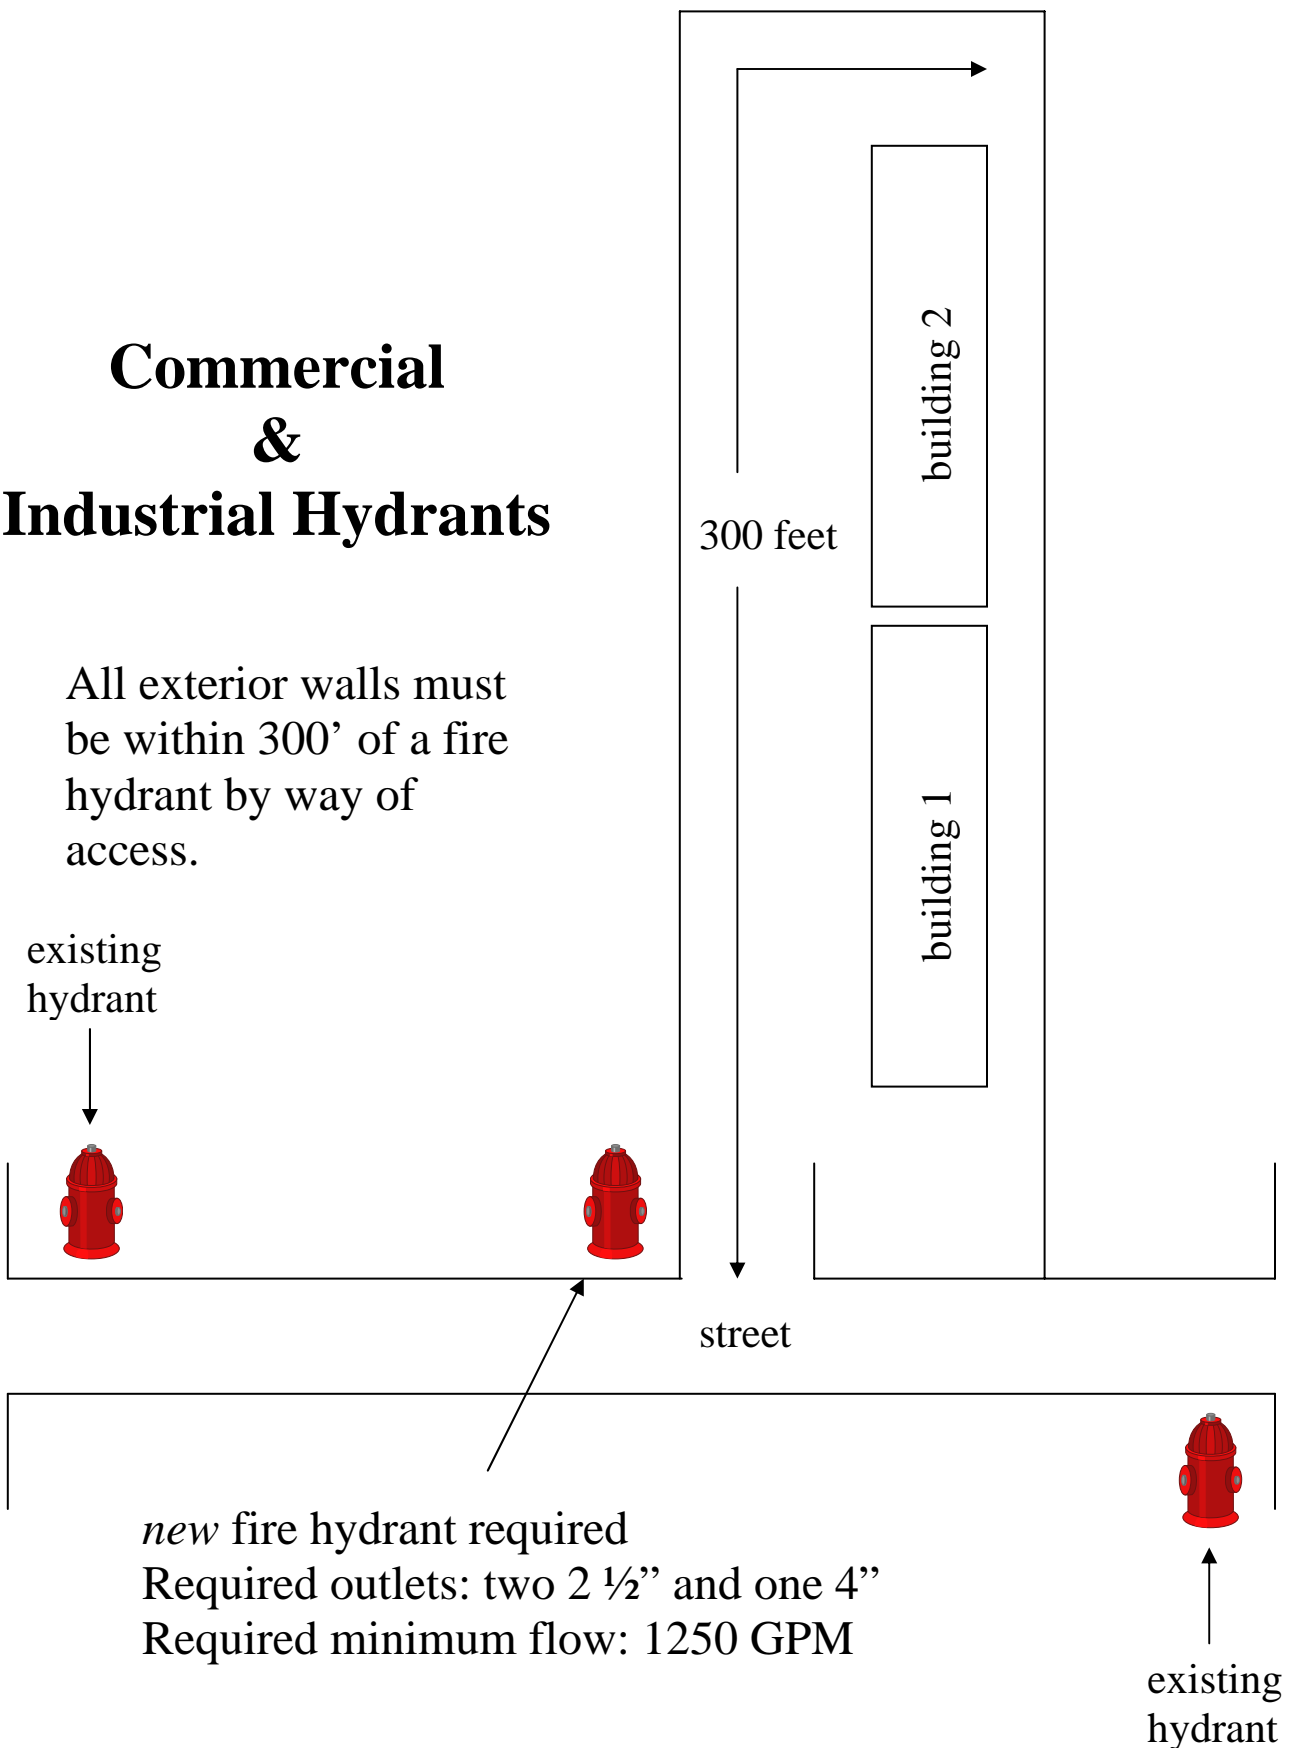 Commercial
&
Industrial Hydrants
building 2
300 feet
All exterior walls must
be within 300’ of a fire
hydrant by way of
access.
building 1
existing
hydrant
street
new fire hydrant required
Required outlets: two 2 ½” and one 4”
Required minimum flow: 1250 GPM
existing
hydrant